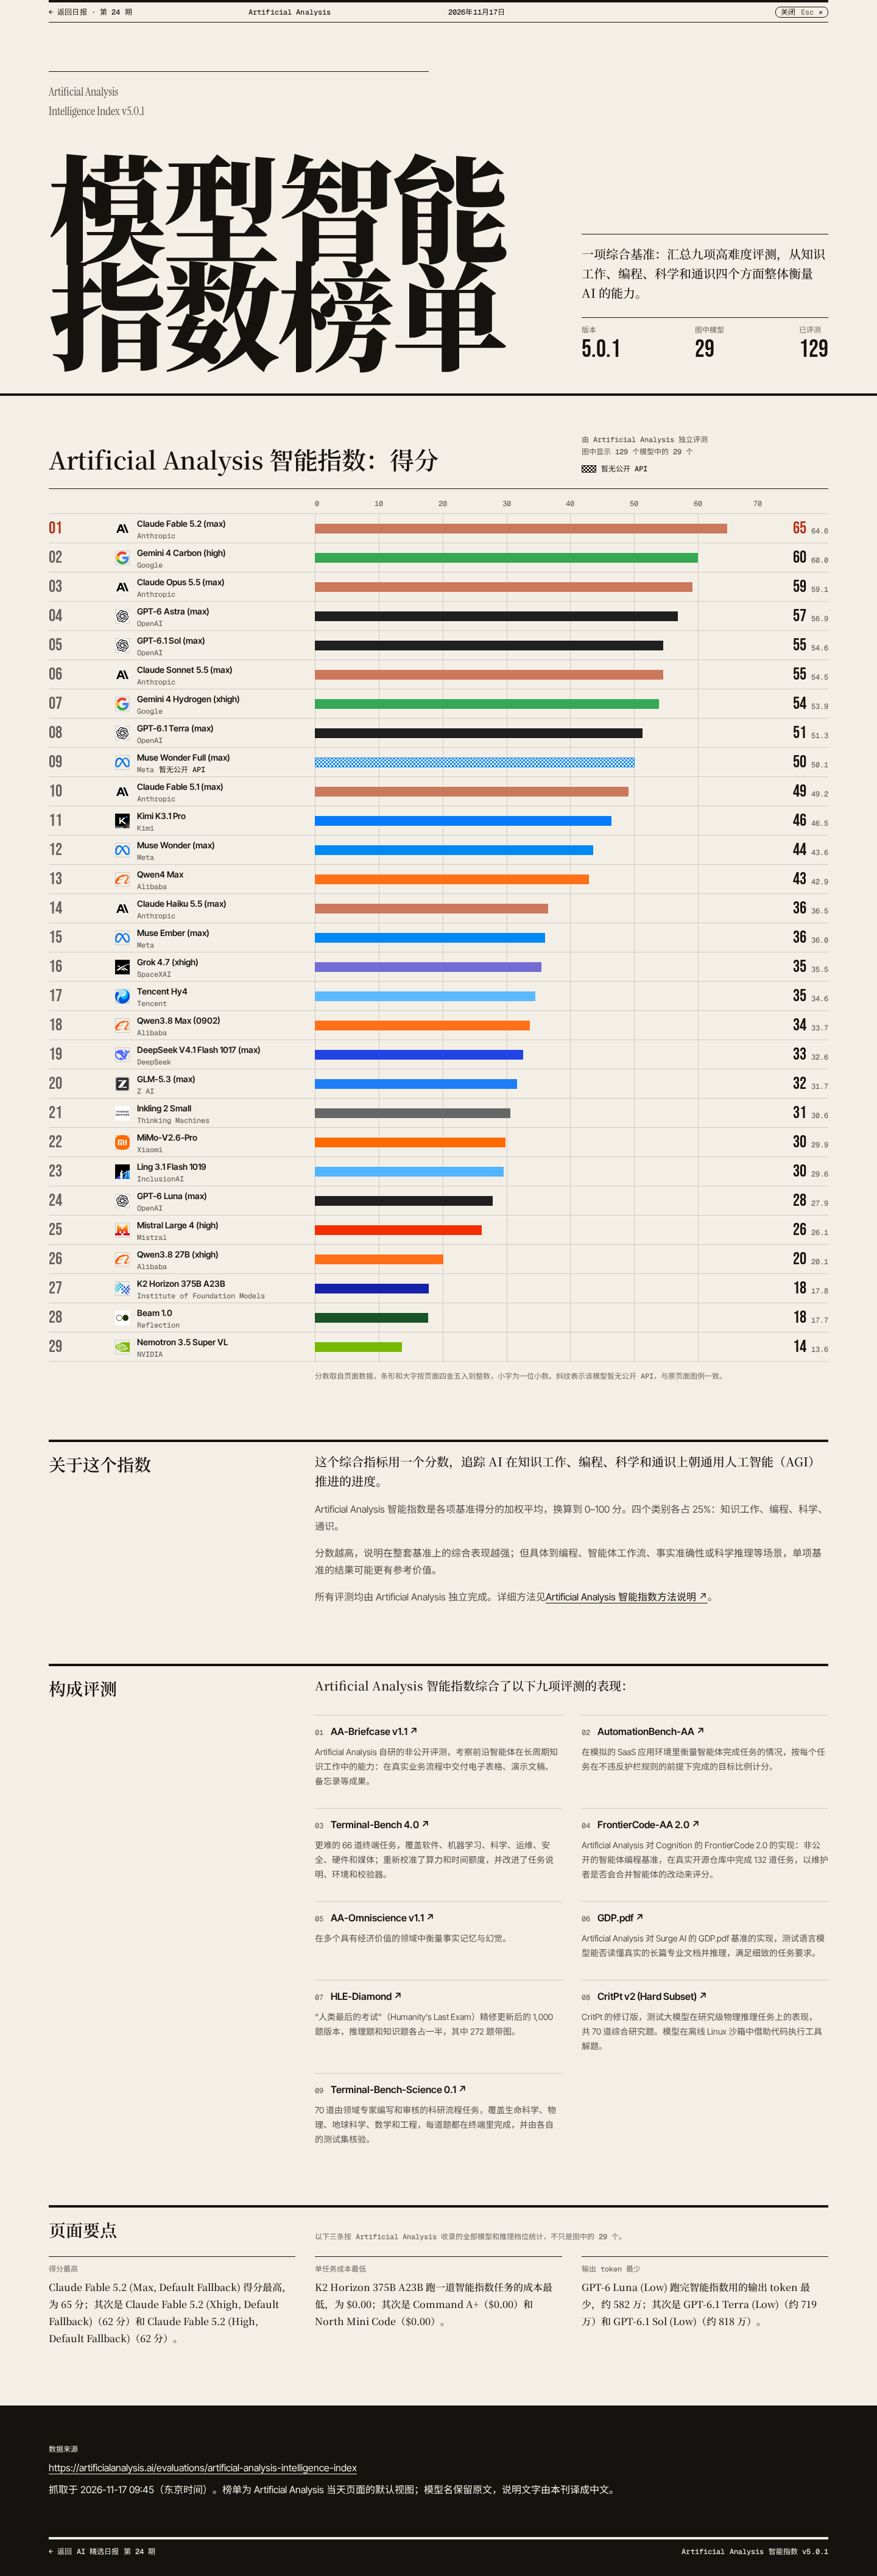 ← 返回日报 · 第 24 期
Artificial Analysis
2026年11月17日
关闭 Esc ×
Artificial Analysis
Intelligence Index v5.0.1
模型智能
指数榜单
一项综合基准：汇总九项高难度评测，从知识
工作、编程、科学和通识四个方面整体衡量
AI 的能力。
版本
5.0.1
图中模型
29
已评测
129
Artificial Analysis 智能指数：得分
由 Artificial Analysis 独立评测
图中显示 129 个模型中的 29 个
暂无公开 API
0 10 20 30 40 50 60 70
01 Claude Fable 5.2 (max) 65 64.6
Anthropic
02 Gemini 4 Carbon (high) 60 60.0
Google
03 Claude Opus 5.5 (max) 59 59.1
Anthropic
04 GPT-6 Astra (max) 57 56.9
OpenAI
05 GPT-6.1 Sol (max) 55 54.6
OpenAI
06 Claude Sonnet 5.5 (max) 55 54.5
Anthropic
07 Gemini 4 Hydrogen (xhigh) 54 53.9
Google
08 GPT-6.1 Terra (max) 51 51.3
OpenAI
09 Muse Wonder Full (max) 50 50.1
Meta 暂无公开 API
10 Claude Fable 5.1 (max) 49 49.2
Anthropic
11 Kimi K3.1 Pro 46 46.5
Kimi
12 Muse Wonder (max) 44 43.6
Meta
13 Qwen4 Max 43 42.9
Alibaba
14 Claude Haiku 5.5 (max) 36 36.5
Anthropic
15 Muse Ember (max) 36 36.0
Meta
16 Grok 4.7 (xhigh) 35 35.5
SpaceXAI
17 Tencent Hy4 35 34.6
Tencent
18 Qwen3.8 Max (0902) 34 33.7
Alibaba
19 DeepSeek V4.1 Flash 1017 (max) 33 32.6
DeepSeek
20 GLM-5.3 (max) 32 31.7
Z AI
21 Inkling 2 Small 31 30.6
Thinking Machines
22 MiMo-V2.6-Pro 30 29.9
Xiaomi
23 Ling 3.1 Flash 1019 30 29.6
InclusionAI
24 GPT-6 Luna (max) 28 27.9
OpenAI
25 Mistral Large 4 (high) 26 26.1
Mistral
26 Qwen3.8 27B (xhigh) 20 20.1
Alibaba
27 K2 Horizon 375B A23B 18 17.8
Institute of Foundation Models
28 Beam 1.0 18 17.7
Reflection
29 Nemotron 3.5 Super VL 14 13.6
NVIDIA
分数取自页面数据，条形和大字按页面四舍五入到整数，小字为一位小数。斜纹表示该模型暂无公开 API，与原页面图例一致。
关于这个指数
这个综合指标用一个分数，追踪 AI 在知识工作、编程、科学和通识上朝通用人工智能（AGI）
推进的进度。
Artificial Analysis 智能指数是各项基准得分的加权平均，换算到 0–100 分。四个类别各占 25%：知识工作、编程、科学、
通识。
分数越高，说明在整套基准上的综合表现越强；但具体到编程、智能体工作流、事实准确性或科学推理等场景，单项基
准的结果可能更有参考价值。
所有评测均由 Artificial Analysis 独立完成。详细方法见Artificial Analysis 智能指数方法说明 ↗。
构成评测
Artificial Analysis 智能指数综合了以下九项评测的表现：
01 AA-Briefcase v1.1 ↗
Artificial Analysis 自研的非公开评测，考察前沿智能体在长周期知
识工作中的能力：在真实业务流程中交付电子表格、演示文稿、
备忘录等成果。
02 AutomationBench-AA ↗
在模拟的 SaaS 应用环境里衡量智能体完成任务的情况，按每个任
务在不违反护栏规则的前提下完成的目标比例计分。
03 Terminal-Bench 4.0 ↗
更难的 66 道终端任务，覆盖软件、机器学习、科学、运维、安
全、硬件和媒体；重新校准了算力和时间额度，并改进了任务说
明、环境和校验器。
04 FrontierCode-AA 2.0 ↗
Artificial Analysis 对 Cognition 的 FrontierCode 2.0 的实现：非公
开的智能体编程基准，在真实开源仓库中完成 132 道任务，以维护
者是否会合并智能体的改动来评分。
05 AA-Omniscience v1.1 ↗
在多个具有经济价值的领域中衡量事实记忆与幻觉。
06 GDP.pdf ↗
Artificial Analysis 对 Surge AI 的 GDP.pdf 基准的实现，测试语言模
型能否读懂真实的长篇专业文档并推理，满足细致的任务要求。
07 HLE-Diamond ↗
“人类最后的考试”（Humanity's Last Exam）精修更新后的 1,000
题版本，推理题和知识题各占一半，其中 272 题带图。
08 CritPt v2 (Hard Subset) ↗
CritPt 的修订版，测试大模型在研究级物理推理任务上的表现，
共 70 道综合研究题。模型在离线 Linux 沙箱中借助代码执行工具
解题。
09 Terminal-Bench-Science 0.1 ↗
70 道由领域专家编写和审核的科研流程任务，覆盖生命科学、物
理、地球科学、数学和工程，每道题都在终端里完成，并由各自
的测试集核验。
页面要点
以下三条按 Artificial Analysis 收录的全部模型和推理档位统计，不只是图中的 29 个。
得分最高
Claude Fable 5.2 (Max, Default Fallback) 得分最高，
为 65 分；其次是 Claude Fable 5.2 (Xhigh, Default
Fallback)（62 分）和 Claude Fable 5.2 (High,
Default Fallback)（62 分）。
单任务成本最低
K2 Horizon 375B A23B 跑一道智能指数任务的成本最
低，为 $0.00；其次是 Command A+（$0.00）和
North Mini Code（$0.00）。
输出 token 最少
GPT-6 Luna (Low) 跑完智能指数用的输出 token 最
少，约 582 万；其次是 GPT-6.1 Terra (Low)（约 719
万）和 GPT-6.1 Sol (Low)（约 818 万）。
数据来源
https://artificialanalysis.ai/evaluations/artificial-analysis-intelligence-index
抓取于 2026-11-17 09:45（东京时间）。榜单为 Artificial Analysis 当天页面的默认视图；模型名保留原文，说明文字由本刊译成中文。
← 返回 AI 精选日报 第 24 期
Artificial Analysis 智能指数 v5.0.1